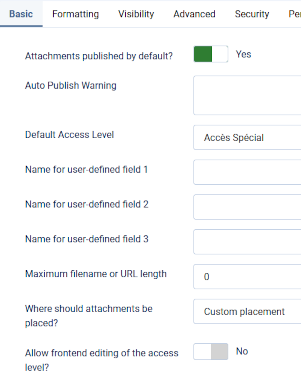 Basic Formatting Visibility Advanced Security
Attachments published by default? Yes
Auto Publish Warning
Default Access Level Accès Spécial
Name for user-defined field 1
Name for user-defined field 2
Name for user-defined field 3
Maximum filename or URL length 0
Where should attachments be Custom placement
placed?
Allow frontend editing of the access No
level?